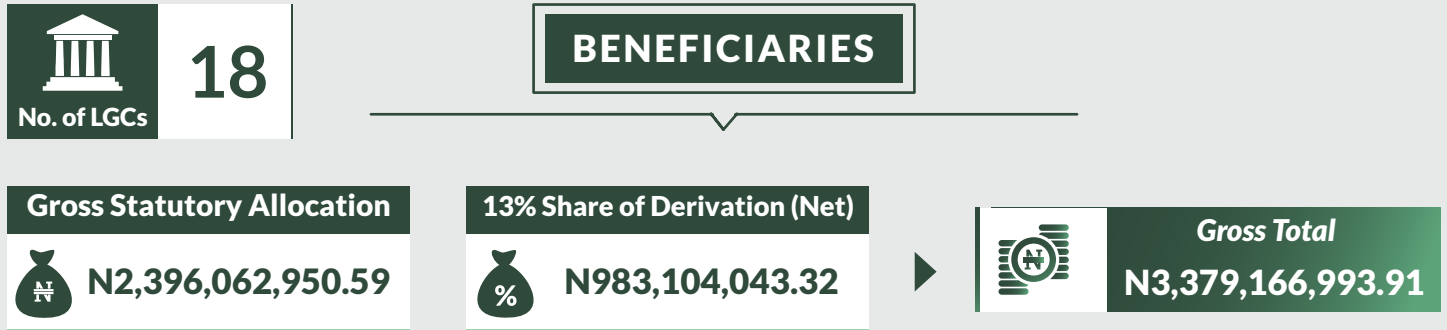 BENEFICIARIES
18
No. of LGCs
Gross Statutory Allocation
₦
N2,396,062,950.59
13% Share of Derivation (Net)
%
N983,104,043.32
Gross Total
₦
N3,379,166,993.91